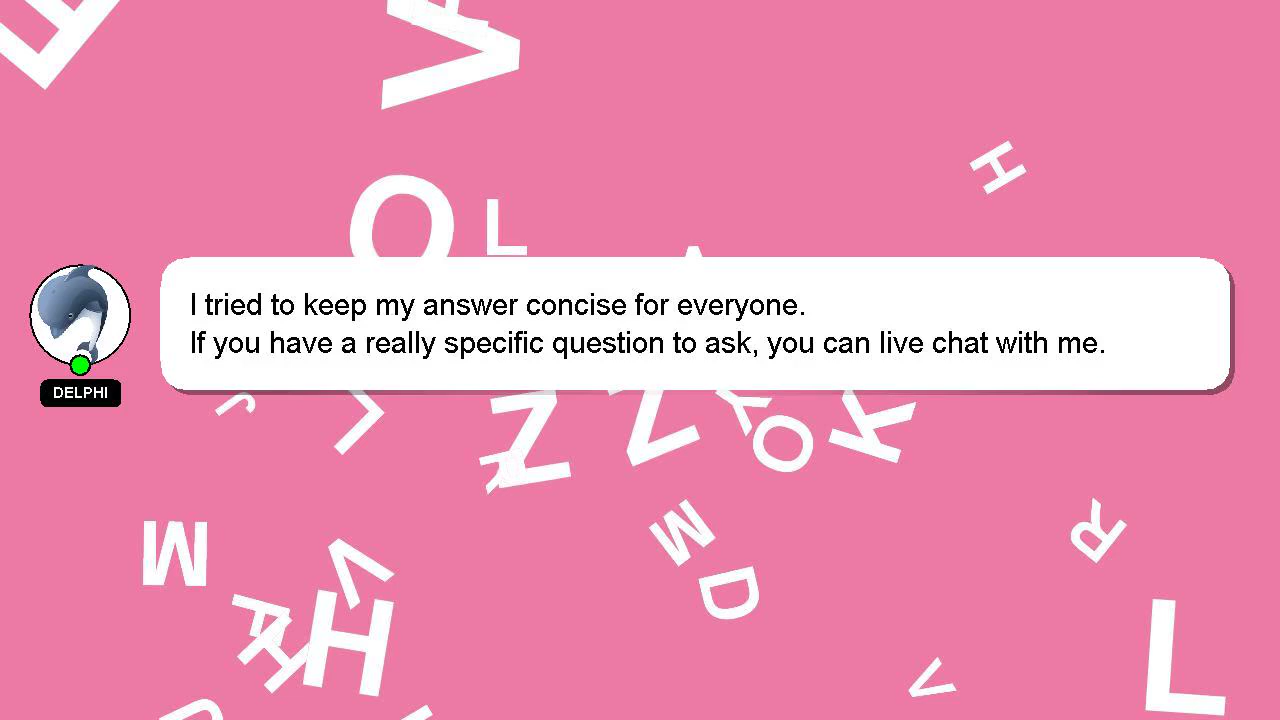 I tried to keep my answer concise for everyone.
If you have a really specific question to ask, you can live chat with me.
DELPHI